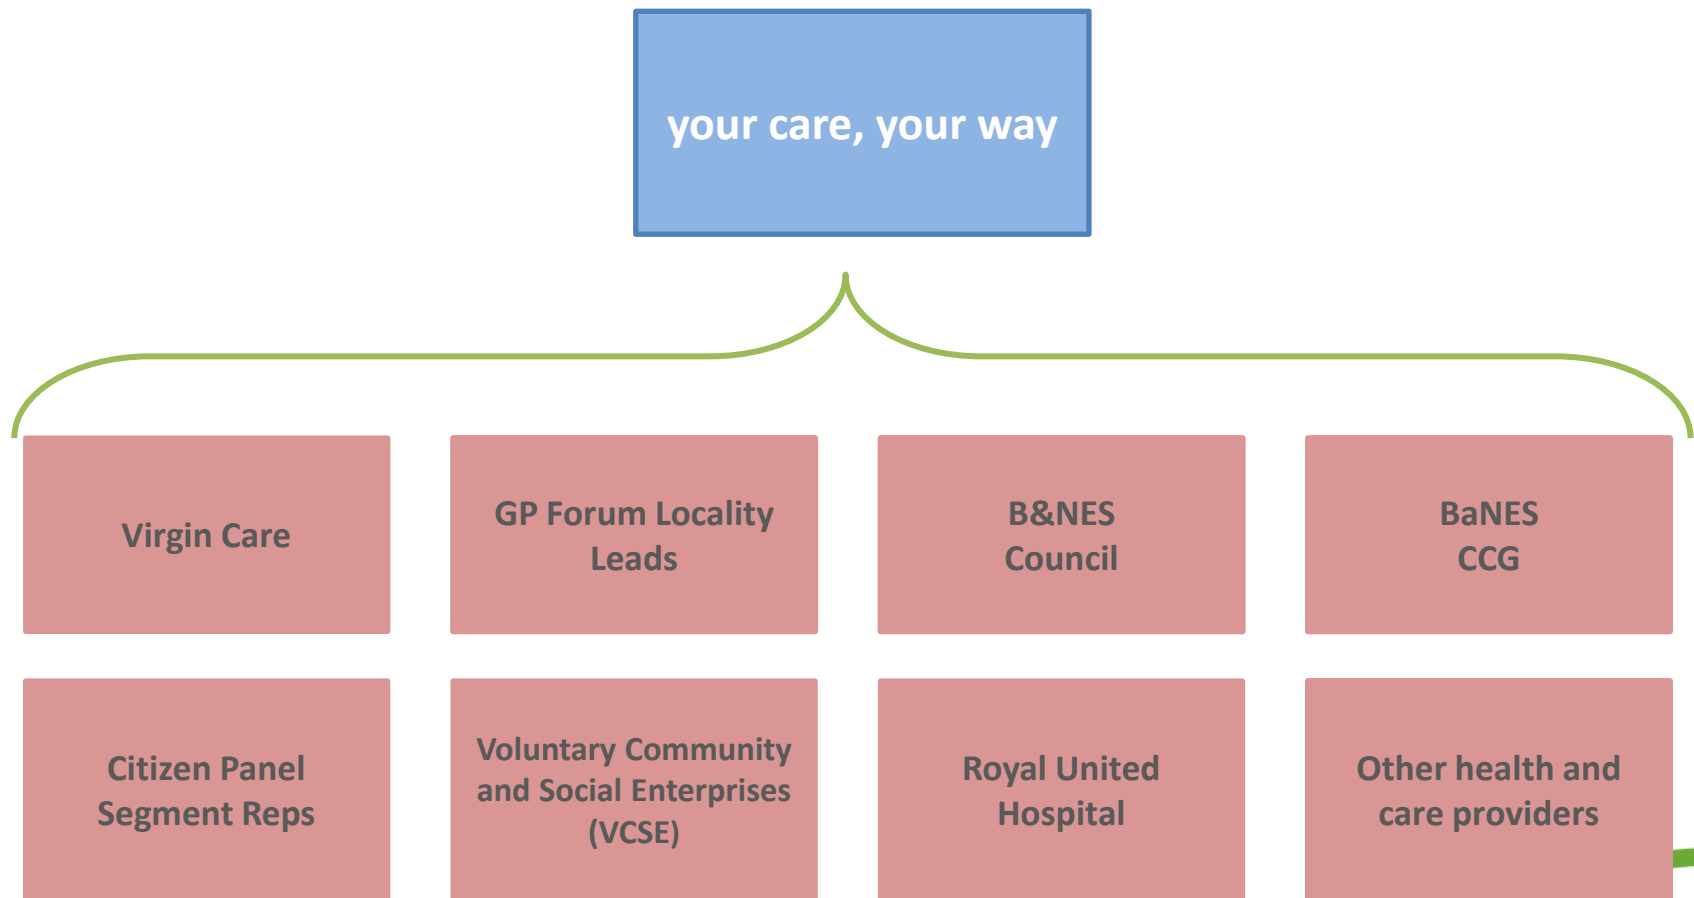 your care, your way
Virgin Care
GP Forum Locality
Leads
B&NES
Council
BaNES
CCG
Citizen Panel
Segment Reps
Voluntary Community
and Social Enterprises
(VCSE)
Royal United
Hospital
Other health and
care providers